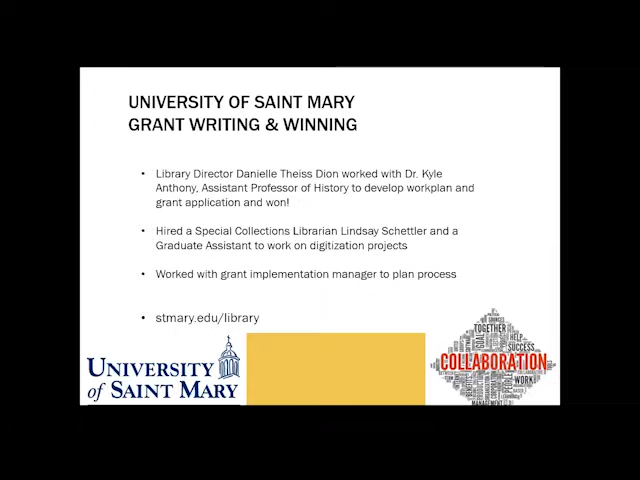 UNIVERSITY OF SAINT MARY
GRANT WRITING & WINNING
• Library Director Danielle Theiss Dion worked with Dr. Kyle
Anthony, Assistant Professor of History to develop workplan and
grant application and won!
• Hired a Special Collections Librarian Lindsay Schettler and a
Graduate Assistant to work on digitization projects
• Worked with grant implementation manager to plan process
• stmary.edu/library
UNIVERSITY
of SAINT MARY
TOGETHER
HELP
SUCCESS
COLLABORATION
WORK
MANAGEMENT